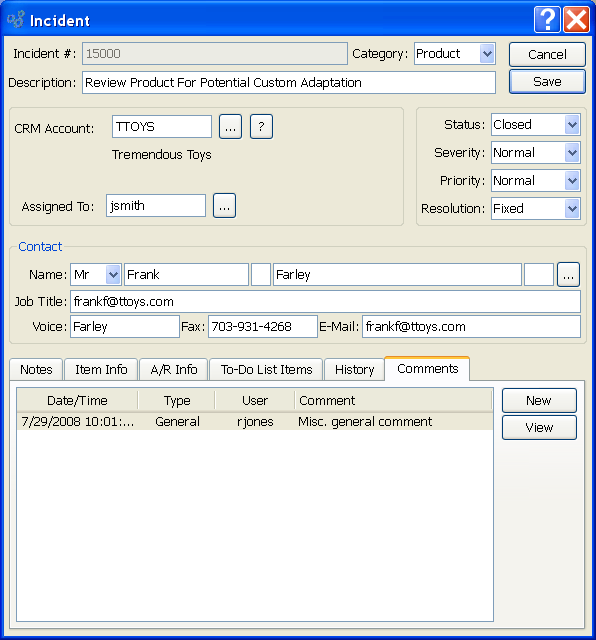 Incident
Incident #: 15000 Category: Product Cancel
Description: Review Product For Potential Custom Adaptation Save
CRM Account: TTOYS ... ? Status: Closed
Tremendous Toys Severity: Normal
Priority: Normal
Assigned To: jsmith ... Resolution: Fixed
Contact
Name: Mr Frank Farley ...
Job Title: frankf@ttoys.com
Voice: Farley Fax: 703-931-4268 E-Mail: frankf@ttoys.com
Notes Item Info A/R Info To-Do List Items History Comments
Date/Time Type User Comment New
7/29/2008 10:01:... General rjones Misc. general comment View